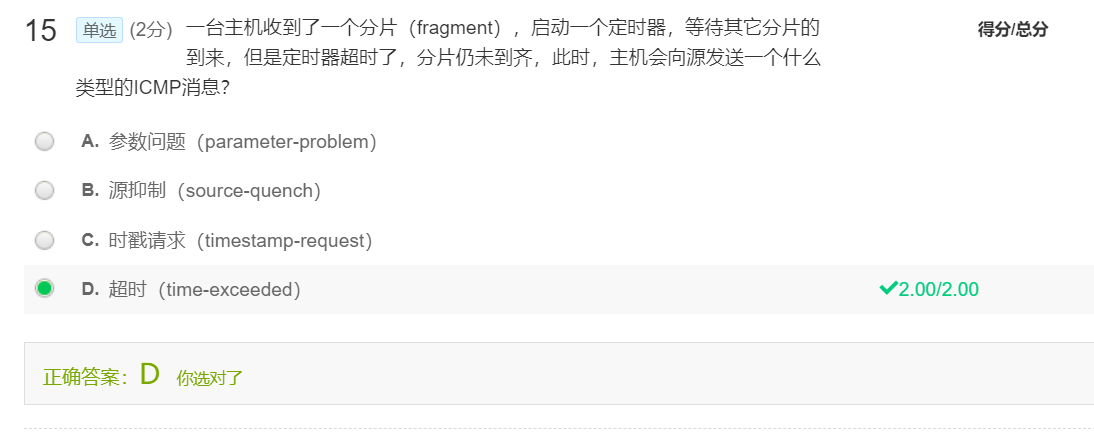 15 单选 (2分) 一台主机收到了一个分片（fragment），启动一个定时器，等待其它分片的 得分/总分
到来，但是定时器超时了，分片仍未到齐，此时，主机会向源发送一个什么
类型的ICMP消息？
A. 参数问题（parameter-problem）
B. 源抑制（source-quench）
C. 时戳请求（timestamp-request）
D. 超时（time-exceeded） 2.00/2.00
正确答案：D 你选对了